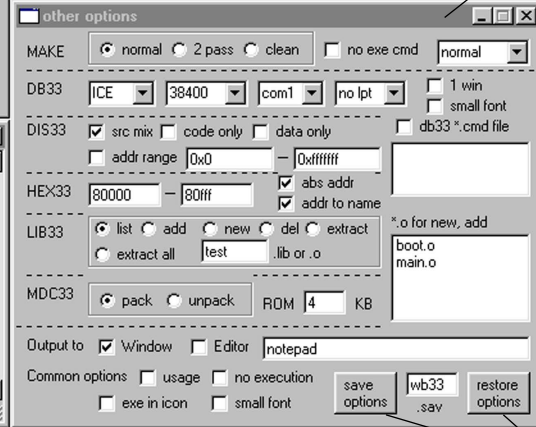 other options
MAKE normal 2 pass clean no exe cmd normal
DB33 ICE 38400 com1 no lpt 1 win
small font
DIS33 src mix code only data only db33 *.cmd file
addr range 0x0 — 0xfffffff
HEX33 80000 — 80fff abs addr
addr to name
LIB33 list add new del extract *.o for new, add
extract all test .lib or .o boot.o
main.o
MDC33 pack unpack ROM 4 KB
Output to Window Editor notepad
Common options usage no execution save options wb33 .sav restore options
exe in icon small font